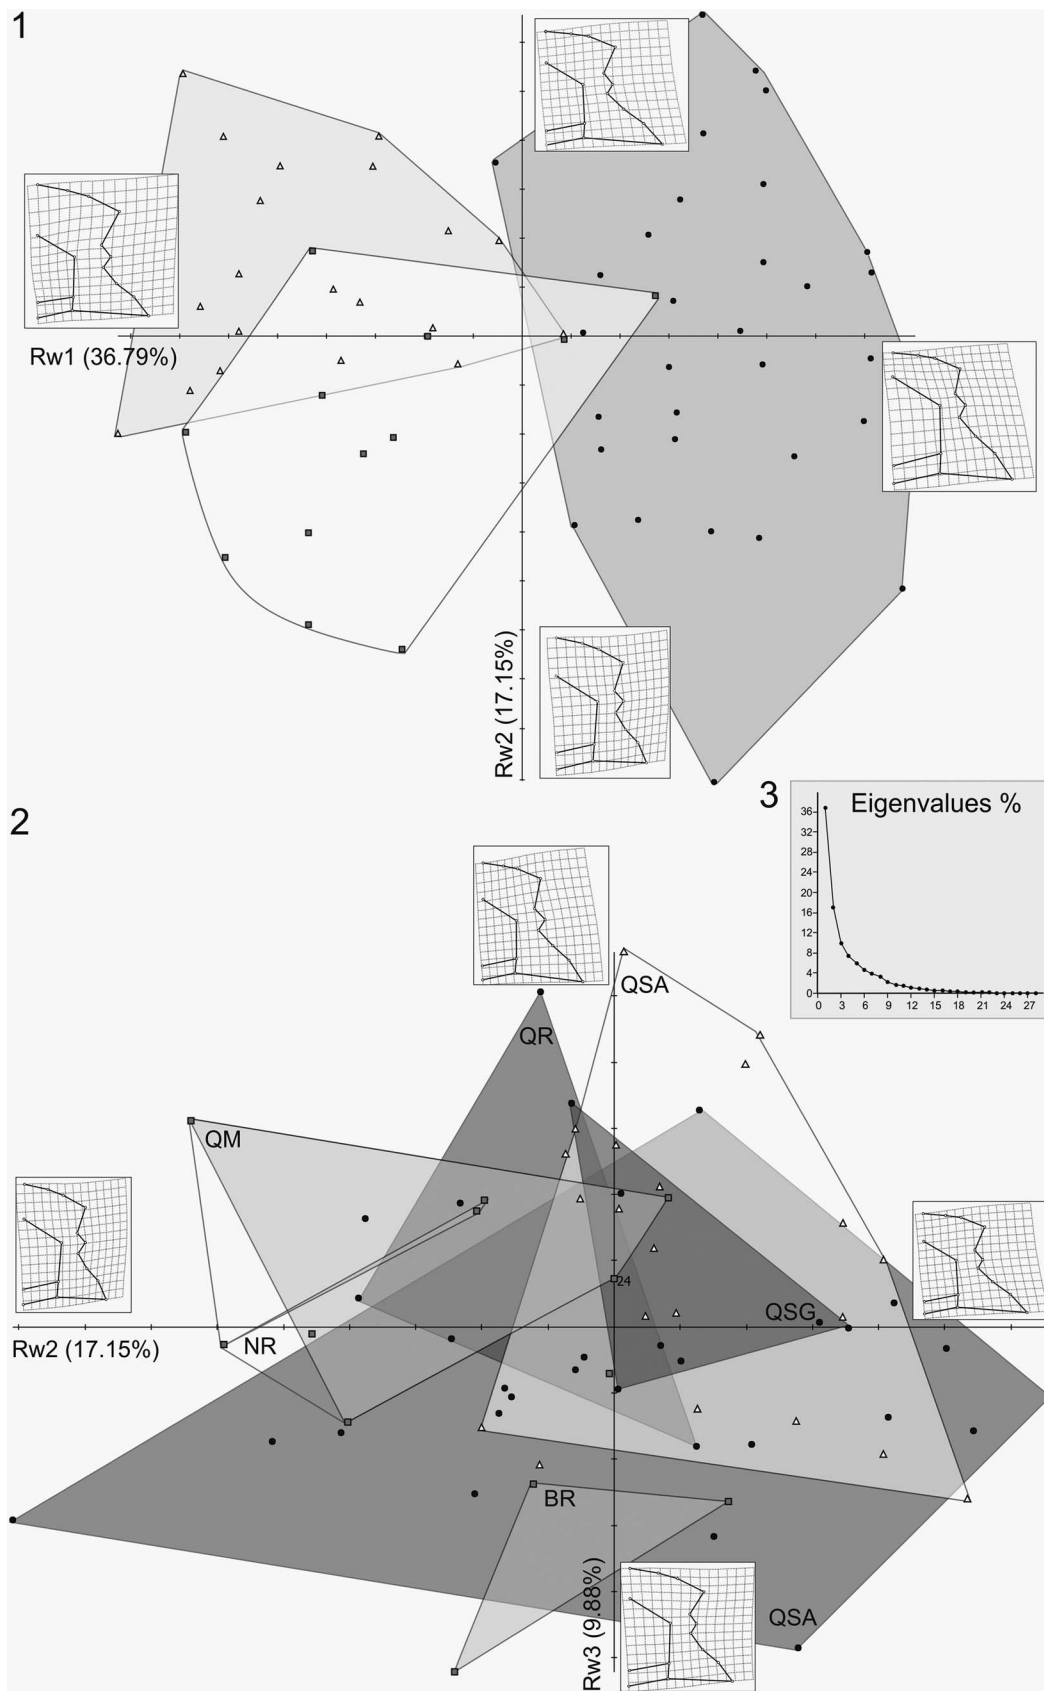 1
Rw1 (36.79%)
Rw2 (17.15%)
2
3
Eigenvalues %
36
32
28
24
20
16
12
8
4
0
0 3 6 9 12 15 18 21 24 27
QSA
QR
QM
24
QSG
Rw2 (17.15%)
NR
BR
QSA
Rw3 (9.88%)